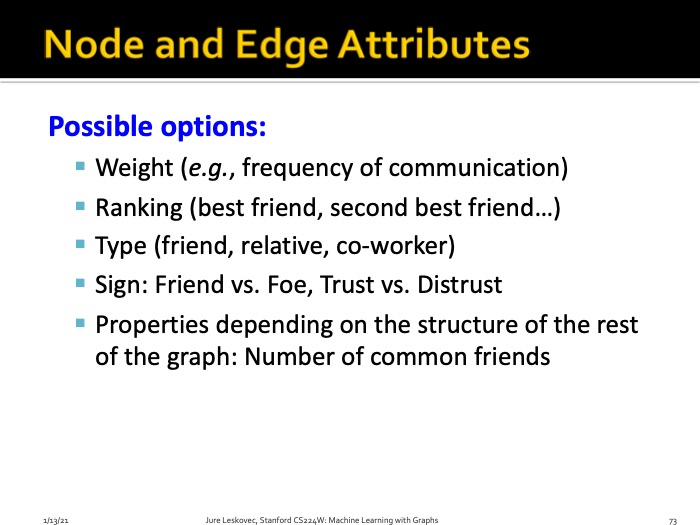 Node and Edge Attributes
Possible options:
▪ Weight (e.g., frequency of communication)
▪ Ranking (best friend, second best friend…)
▪ Type (friend, relative, co-worker)
▪ Sign: Friend vs. Foe, Trust vs. Distrust
▪ Properties depending on the structure of the rest
of the graph: Number of common friends
1/13/21
Jure Leskovec, Stanford CS224W: Machine Learning with Graphs
73